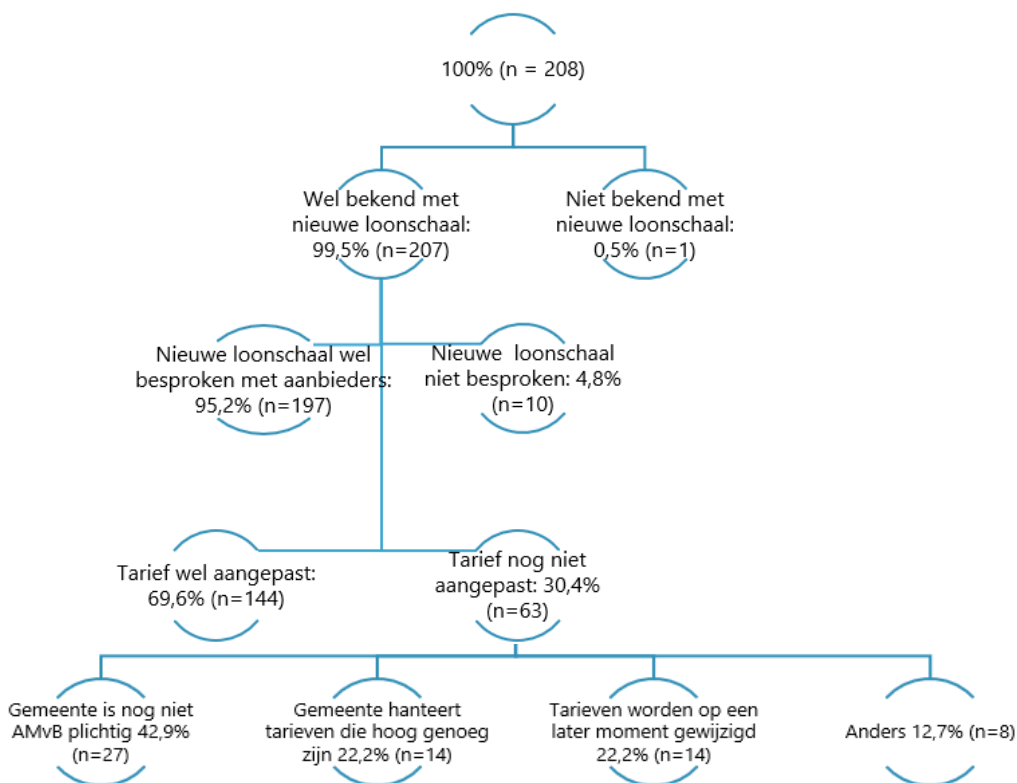 100% (n = 208)
Wel bekend met
nieuwe loonschaal:
99,5% (n=207)
Niet bekend met
nieuwe loonschaal:
0,5% (n=1)
Nieuwe loonschaal wel
besproken met aanbieders:
95,2% (n=197)
Nieuwe loonschaal
niet besproken: 4,8%
(n=10)
Tarief wel aangepast:
69,6% (n=144)
Tarief nog niet
aangepast: 30,4%
(n=63)
Gemeente is nog niet
AMvB plichtig 42,9%
(n=27)
Gemeente hanteert
tarieven die hoog genoeg
zijn 22,2% (n=14)
Tarieven worden op een
later moment gewijzigd
22,2% (n=14)
Anders 12,7% (n=8)